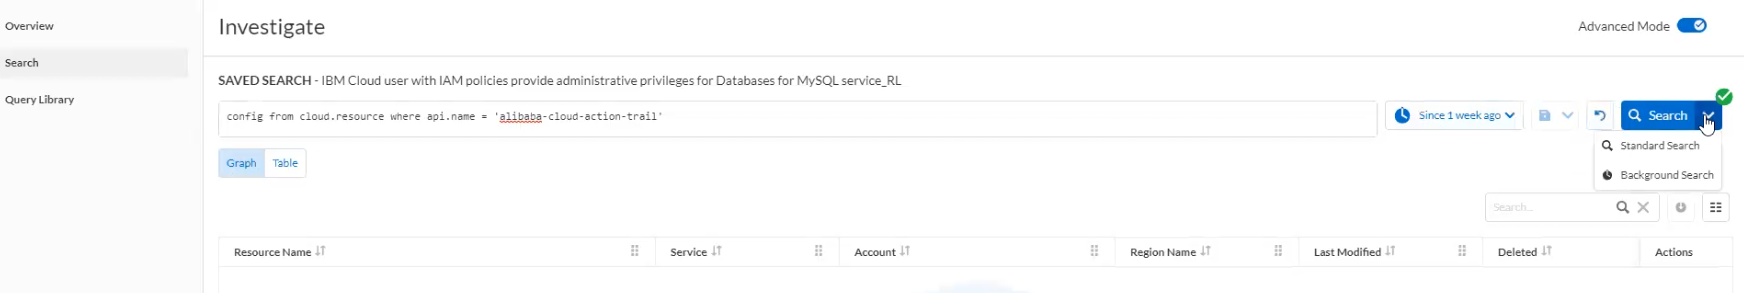 Overview
Search
Query Library
Investigate
Advanced Mode
SAVED SEARCH - IBM Cloud user with IAM policies provide administrative privileges for Databases for MySQL service_RL
config from cloud.resource where api.name = 'alibaba-cloud-action-trail'
Since 1 week ago
Search
Standard Search
Background Search
Graph
Table
Search...
Resource Name
Service
Account
Region Name
Last Modified
Deleted
Actions